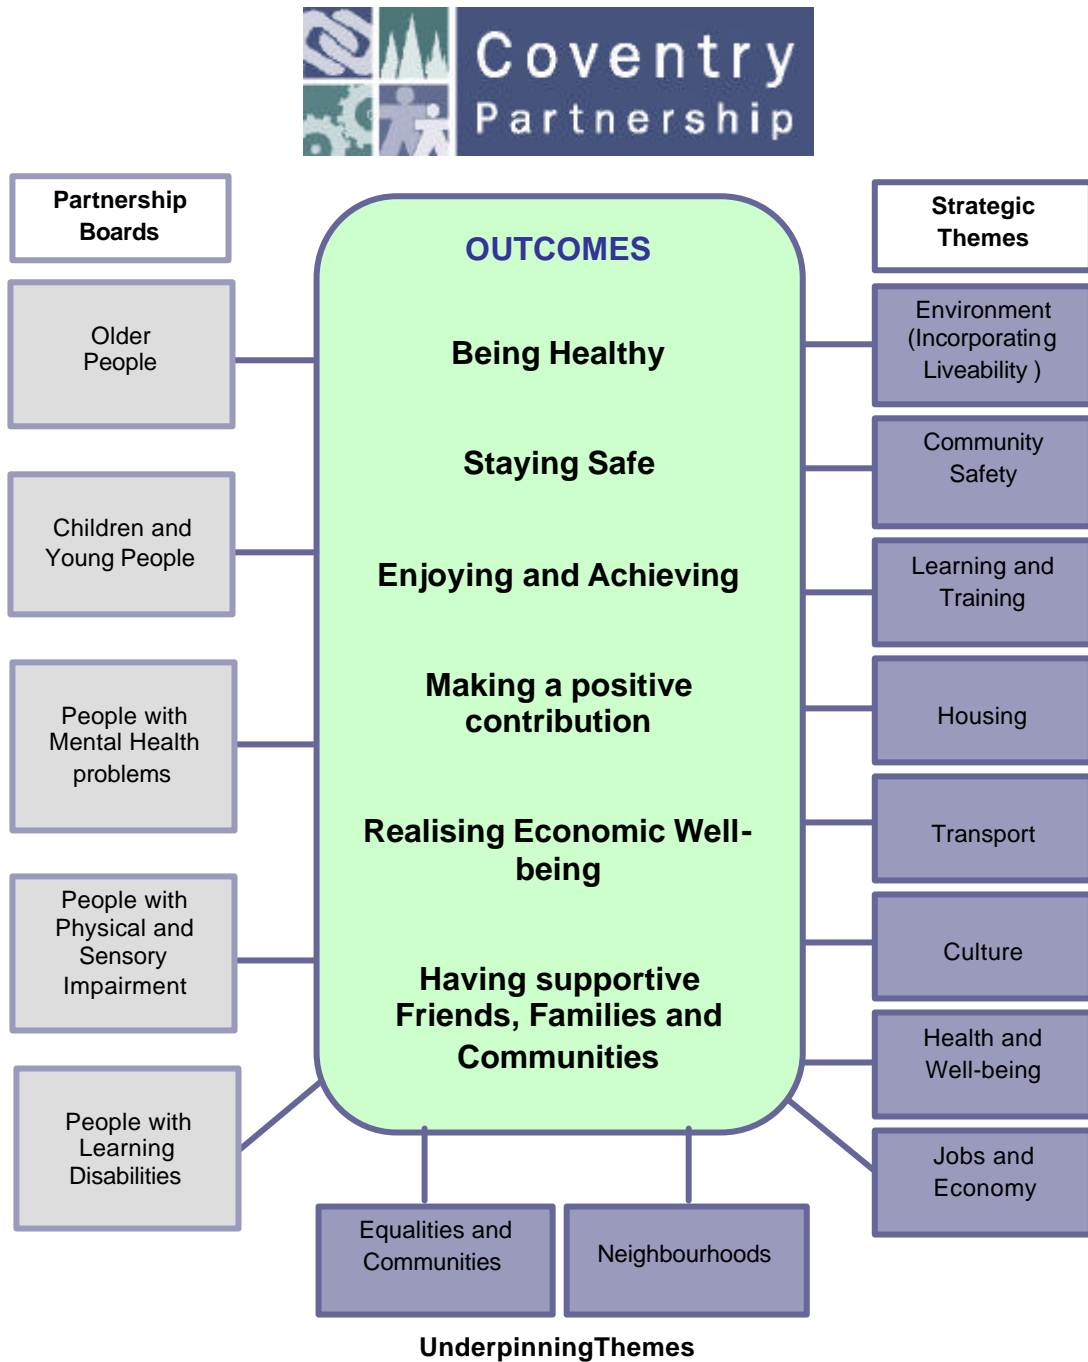 Coventry
Partnership
Partnership
Boards
Older
People
Children and
Young People
People with
Mental Health
problems
People with
Physical and
Sensory
Impairment
People with
Learning
Disabilities
OUTCOMES
Being Healthy
Staying Safe
Enjoying and Achieving
Making a positive
contribution
Realising Economic Well-
being
Having supportive
Friends, Families and
Communities
Strategic
Themes
Environment
(Incorporating
Liveability )
Community
Safety
Learning and
Training
Housing
Transport
Culture
Health and
Well-being
Jobs and
Economy
Equalities and
Communities
Neighbourhoods
UnderpinningThemes